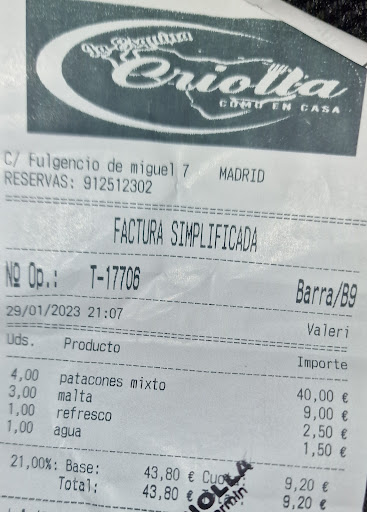 La Cayutin
Criolla
COMO EN CASA
C/ Fulgencio de miguel 7 MADRID
RESERVAS: 912512302
FACTURA SIMPLIFICADA
Nº Op.: T-17706 Barra/B9
29/01/2023 21:07 Valeri
Uds. Producto Importe
4,00 patacones mixto 40,00 €
3,00 malta 9,00 €
1,00 refresco 2,50 €
1,00 agua 1,50 €
21,00%: Base: 43,80 € Cuo 9,20 €
Total: 43,80 € 9,20 €